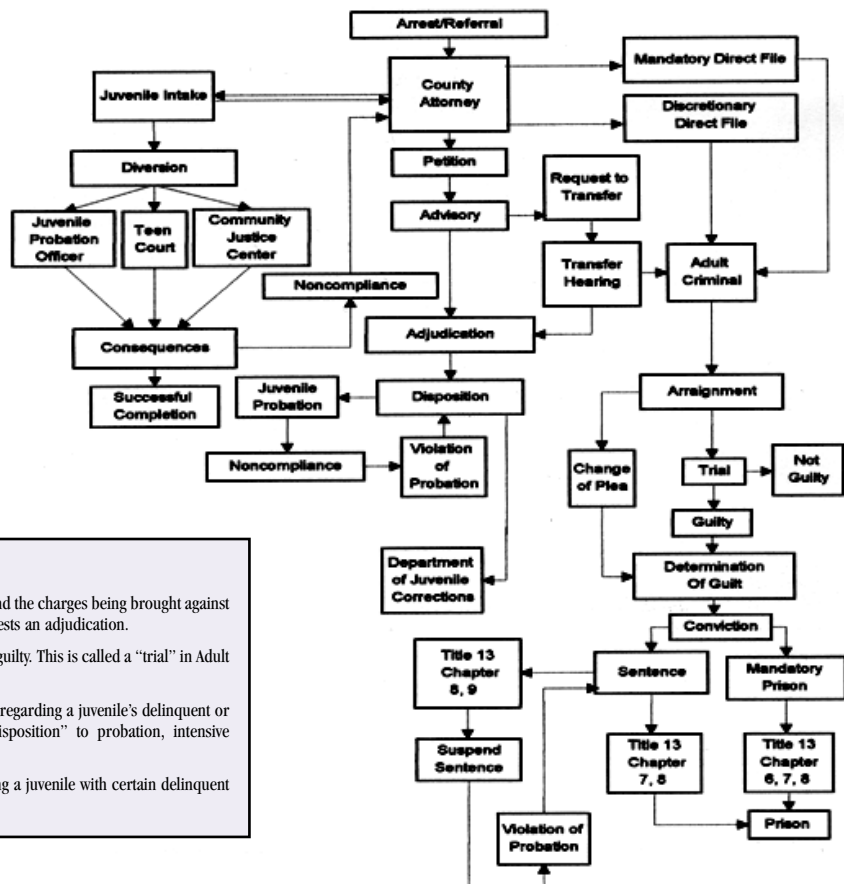 Arrest/Referral
County
Attorney
Mandatory Direct File
Juvenile Intake
Discretionary
Direct File
Diversion
Petition
Request to
Transfer
Advisory
Juvenile
Probation
Officer
Teen
Court
Community
Justice
Center
Transfer
Hearing
Adult
Criminal
Noncompliance
Adjudication
Consequences
Successful
Completion
Juvenile
Probation
Disposition
Arraignment
Noncompliance
Violation
of
Probation
Change
of Plea
Trial
Not
Guilty
Guilty
Department
of Juvenile
Corrections
Determination
Of Guilt
Conviction
Title 13
Chapter
8, 9
Sentence
Mandatory
Prison
Suspend
Sentence
Title 13
Chapter
7, 8
Title 13
Chapter
6, 7, 8
Violation of
Probation
Prison
nd the charges being brought against
ests an adjudication.
guilty. This is called a “trial” in Adult
regarding a juvenile’s delinquent or
isposition” to probation, intensive
ng a juvenile with certain delinquent